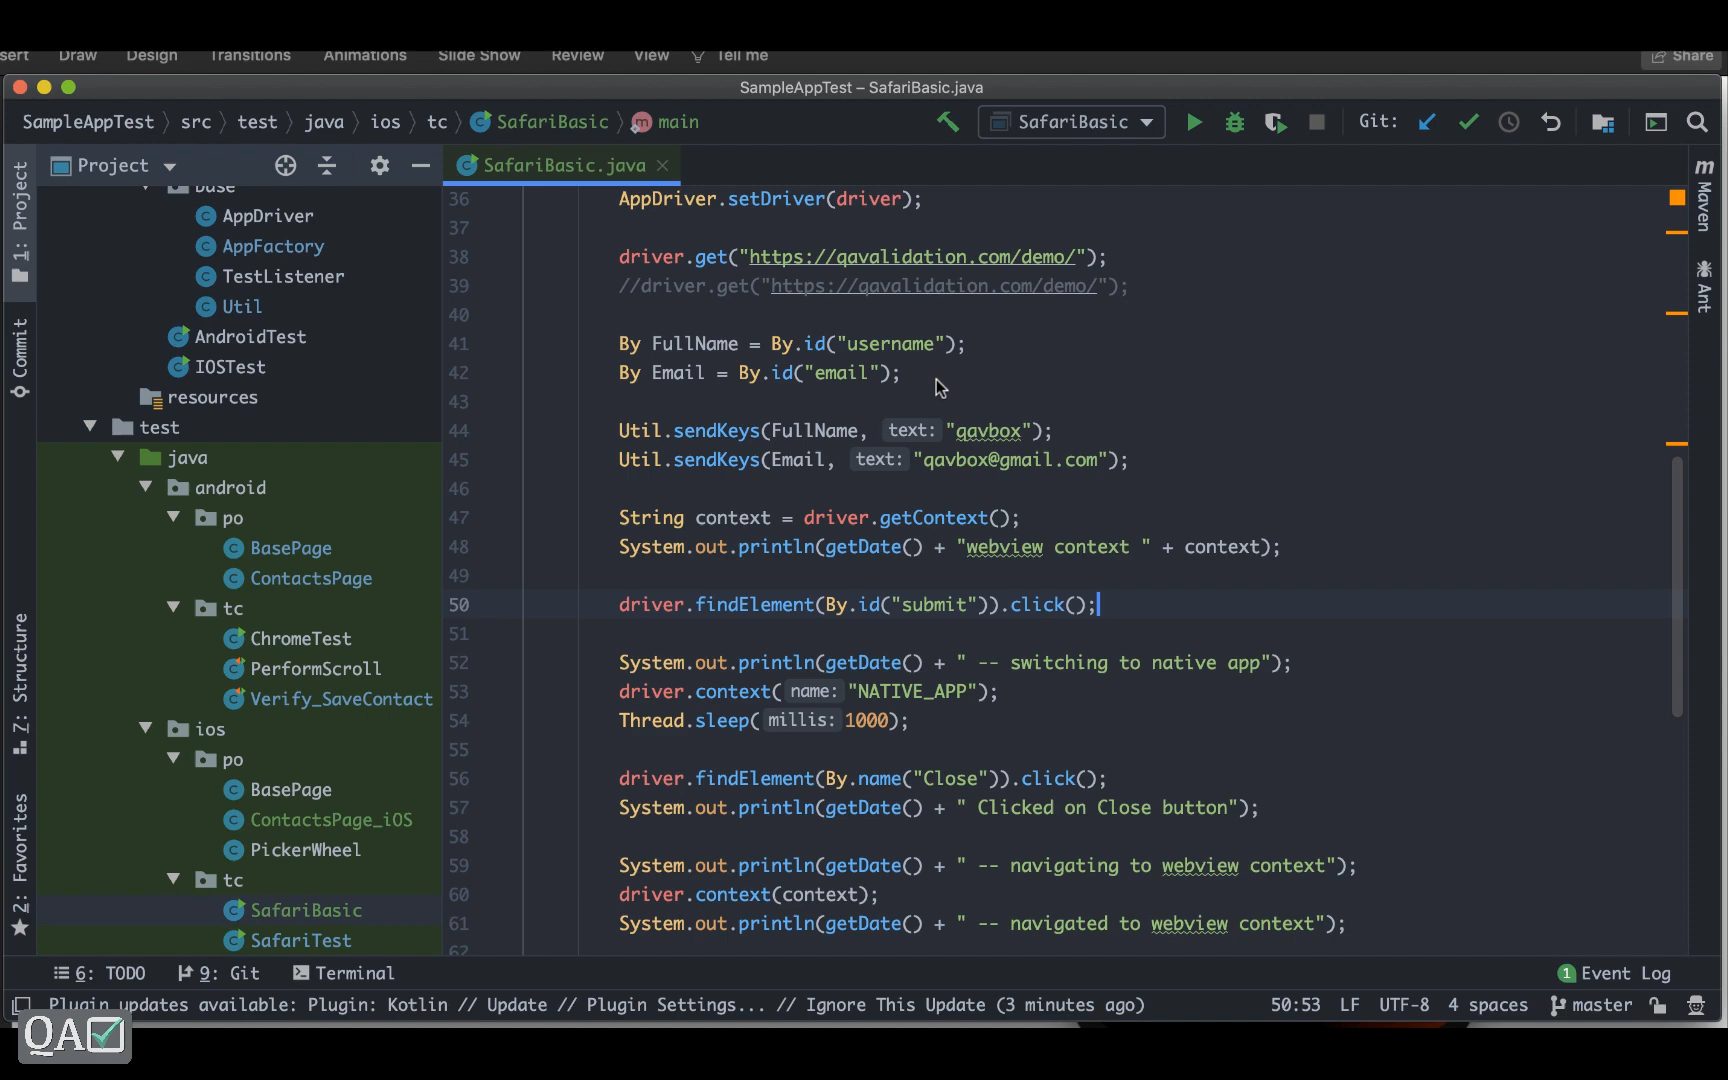 sert Draw Design Transitions Animations Slide Show Review View Tell me Share
SampleAppTest – SafariBasic.java
SampleAppTest src test java ios tc SafariBasic main SafariBasic Git:
Project SafariBasic.java
1: Project
Commit
7: Structure
2: Favorites
base
AppDriver
AppFactory
TestListener
Util
AndroidTest
IOSTest
resources
test
java
android
po
BasePage
ContactsPage
tc
ChromeTest
PerformScroll
Verify_SaveContact
ios
po
BasePage
ContactsPage_iOS
PickerWheel
tc
SafariBasic
SafariTest
36 AppDriver.setDriver(driver);
37
38 driver.get("https://qavalidation.com/demo/");
39 //driver.get("https://qavalidation.com/demo/");
40
41 By FullName = By.id("username");
42 By Email = By.id("email");
43
44 Util.sendKeys(FullName, text: "qavbox");
45 Util.sendKeys(Email, text: "qavbox@gmail.com");
46
47 String context = driver.getContext();
48 System.out.println(getDate() + "webview context " + context);
49
50 driver.findElement(By.id("submit")).click();
51
52 System.out.println(getDate() + " -- switching to native app");
53 driver.context( name: "NATIVE_APP");
54 Thread.sleep( millis: 1000);
55
56 driver.findElement(By.name("Close")).click();
57 System.out.println(getDate() + " Clicked on Close button");
58
59 System.out.println(getDate() + " -- navigating to webview context");
60 driver.context(context);
61 System.out.println(getDate() + " -- navigated to webview context");
62
m Maven
Ant
6: TODO 9: Git Terminal 1 Event Log
Plugin updates available: Plugin: Kotlin // Update // Plugin Settings... // Ignore This Update (3 minutes ago) 50:53 LF UTF-8 4 spaces master
QA